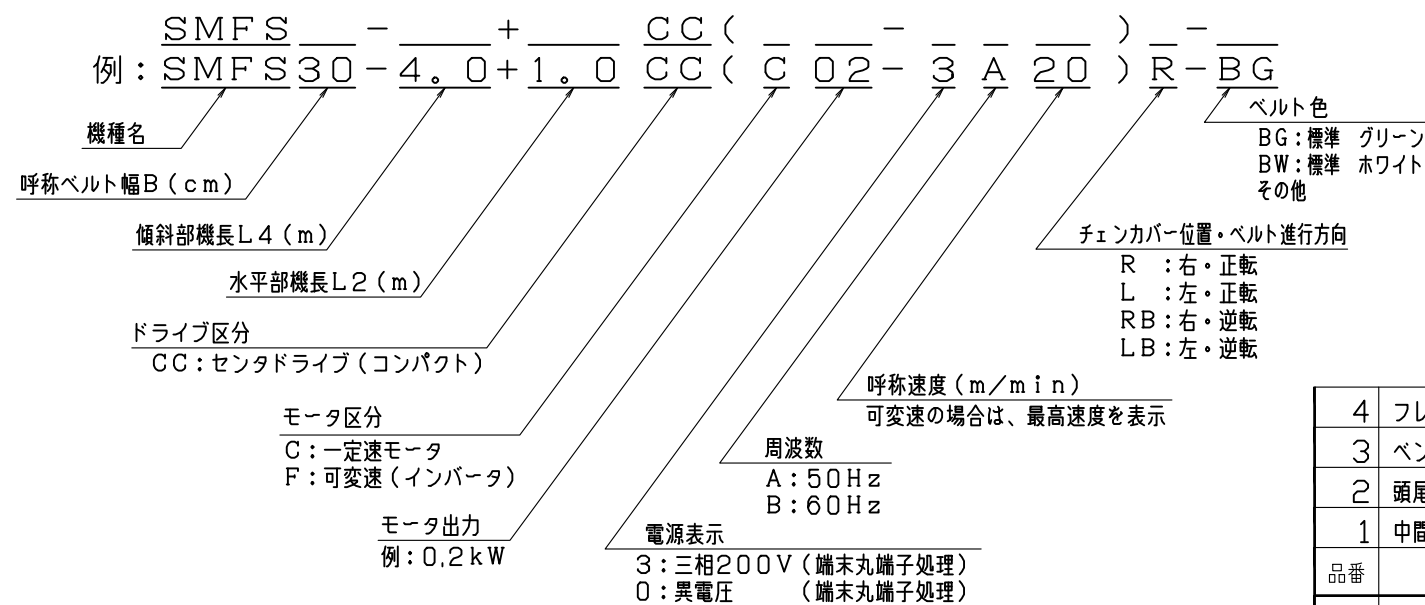 SMFS__-___+___ CC(_ __-_ _ __)_-__
例:SMFS30-4.0+1.0 CC(C02-3A20)R-BG
機種名
呼称ベルト幅B(cm)
傾斜部機長L4(m)
水平部機長L2(m)
ドライブ区分
CC:センタドライブ(コンパクト)
モータ区分
C:一定速モータ
F:可変速(インバータ)
モータ出力
例:0,2kW
電源表示
3:三相200V(端末丸端子処理)
0:異電圧 (端末丸端子処理)
周波数
A:50Hz
B:60Hz
呼称速度(m/min)
可変速の場合は、最高速度を表示
チェンカバー位置・ベルト進行方向
R :右・正転
L :左・正転
RB:右・逆転
LB:左・逆転
ベルト色
BG:標準 グリーン
BW:標準 ホワイト
その他
4 フレ
3 ベン
2 頭尾
1 中間
品番